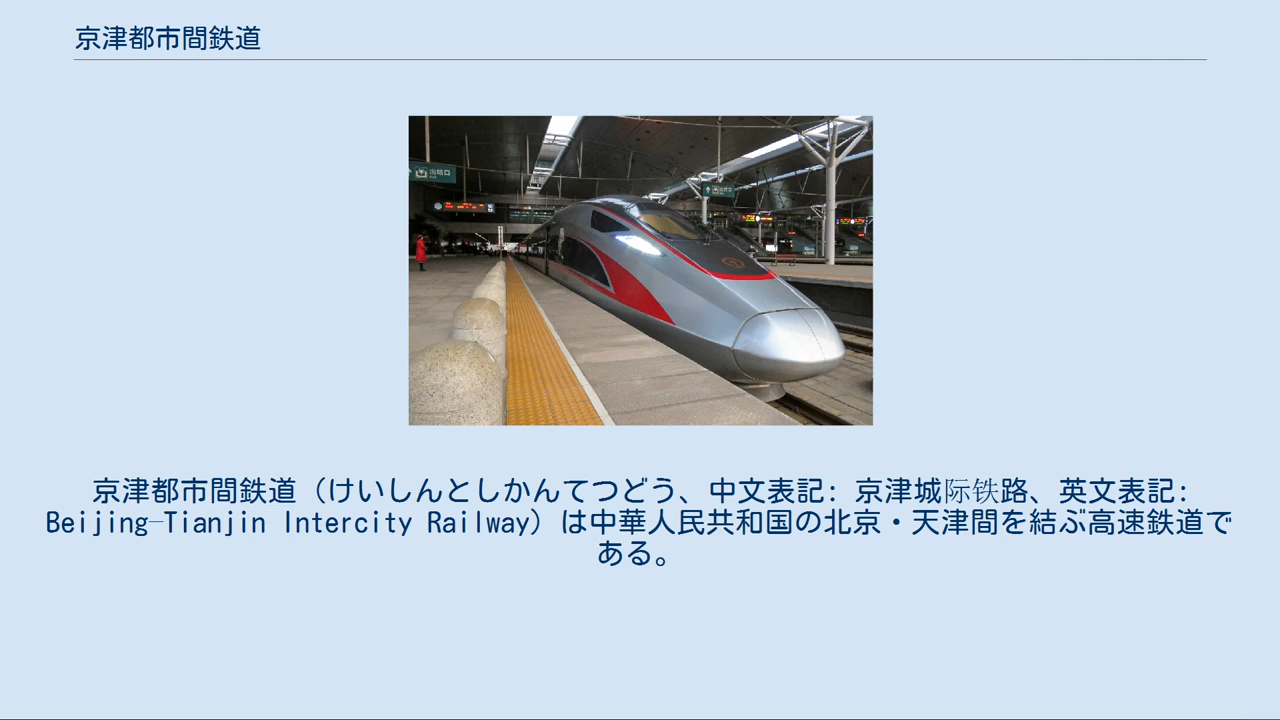 京津都市間鉄道
出站口
京津都市間鉄道（けいしんとしかんてつどう、中文表記: 京津城际铁路、英文表記:
Beijing–Tianjin Intercity Railway）は中華人民共和国の北京・天津間を結ぶ高速鉄道で
ある。